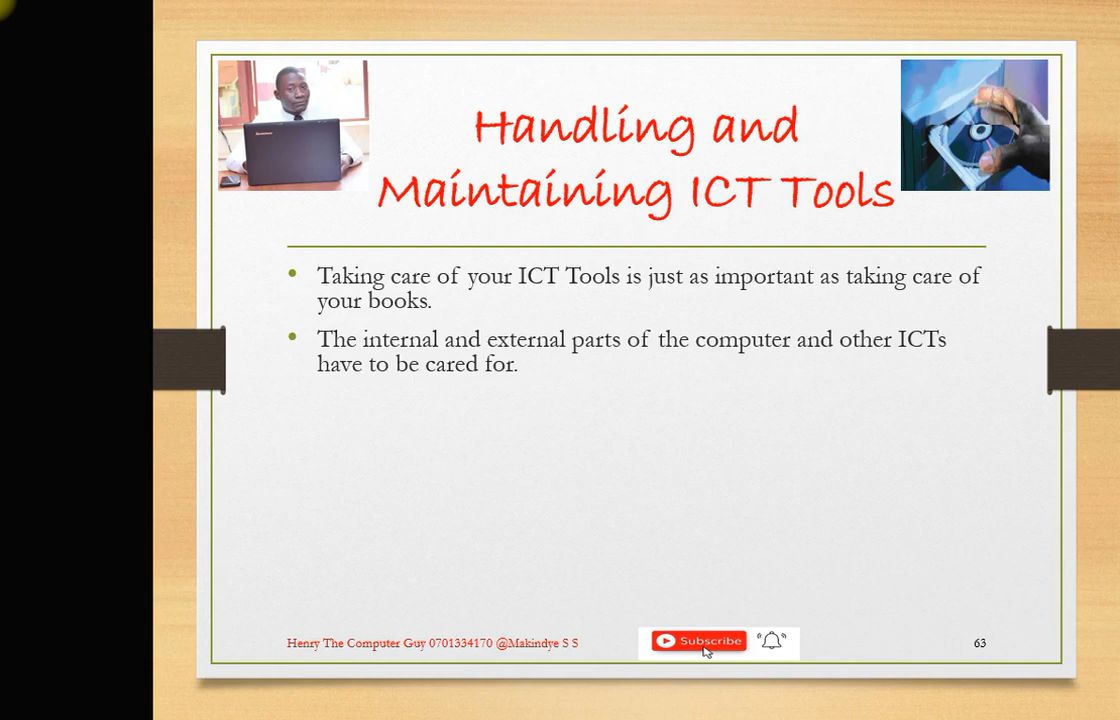 Handling and
Maintaining ICT Tools
• Taking care of your ICT Tools is just as important as taking care of
your books.
• The internal and external parts of the computer and other ICTs
have to be cared for.
Henry The Computer Guy 0701334170 @Makindye S S
Subscribe
63